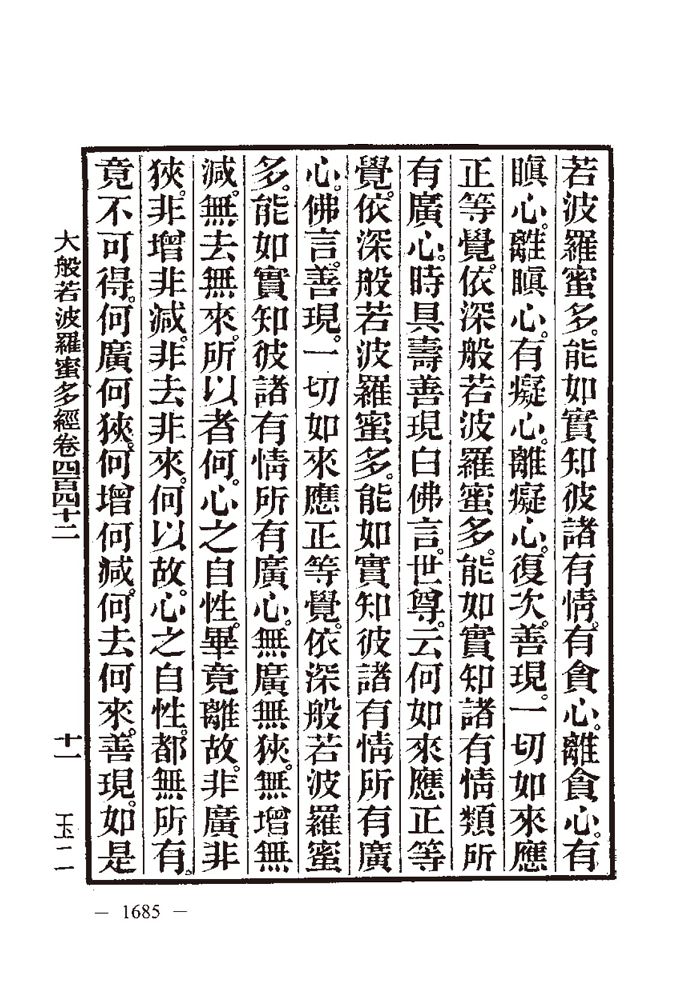 若波羅蜜多。能如實知彼諸有情。有貪心。離貪心。有
瞋心。離瞋心。有癡心。離癡心。復次。善現。一切如來應
正等覺。依深般若波羅蜜多。能如實知諸有情類所
有廣心。時具壽善現白佛言。世尊。云何如來應正等
覺。依深般若波羅蜜多。能如實知彼諸有情所有廣
心。佛言。善現。一切如來應正等覺。依深般若波羅蜜
多。能如實知彼諸有情所有廣心。無廣無狹。無增無
減。無去無來。所以者何。心之自性。畢竟離故。非廣非
狹。非增非減。非去非來。何以故。心之自性。都無所有。
竟不可得。何廣何狹。何增何減。何去何來。善現。如是
大般若波羅蜜多經卷四百四十二
十一
玉二
— 1685 —